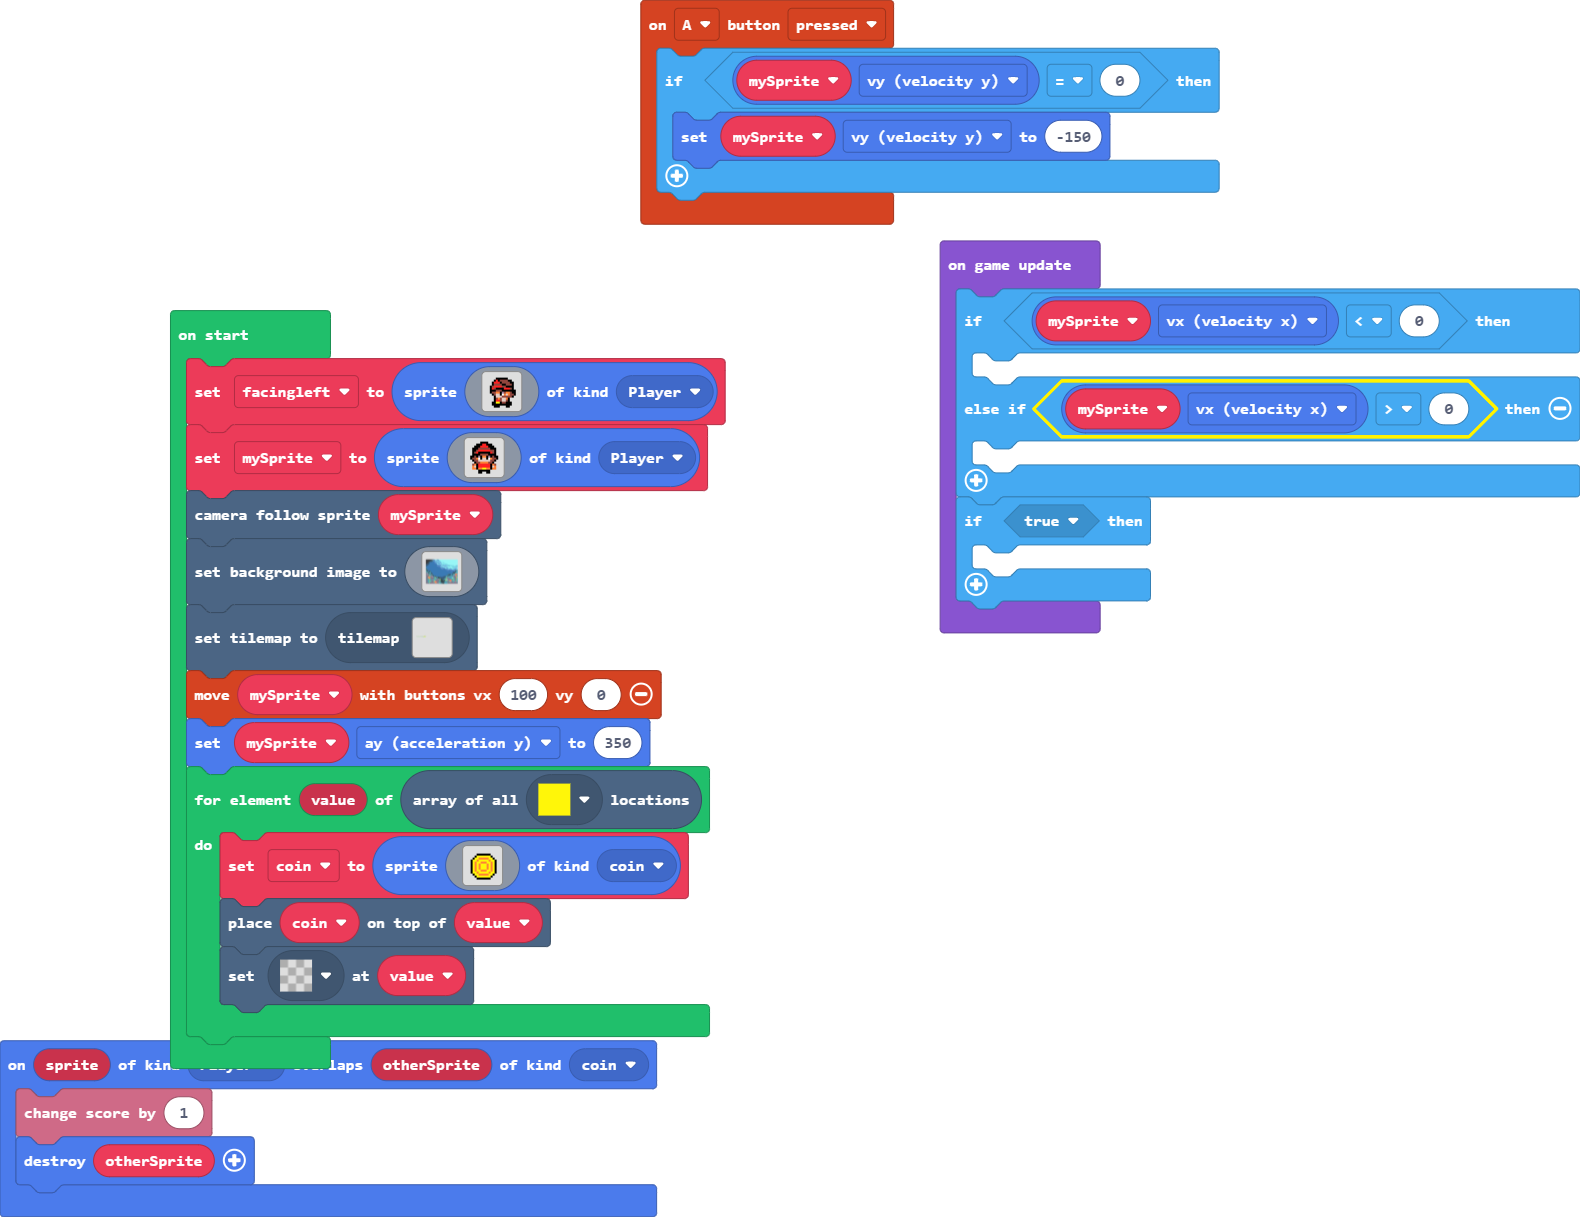 on A button pressed
if mySprite vy (velocity y) = 0 then
set mySprite vy (velocity y) to -150
on game update
if mySprite vx (velocity x) < 0 then
else if mySprite vx (velocity x) > 0 then
if true then
on start
set facingleft to sprite of kind Player
set mySprite to sprite of kind Player
camera follow sprite mySprite
set background image to
set tilemap to tilemap
move mySprite with buttons vx 100 vy 0
set mySprite ay (acceleration y) to 350
for element value of array of all locations
do
set coin to sprite of kind coin
place coin on top of value
set at value
on sprite of otherSprite of kind coin
change score by 1
destroy otherSprite